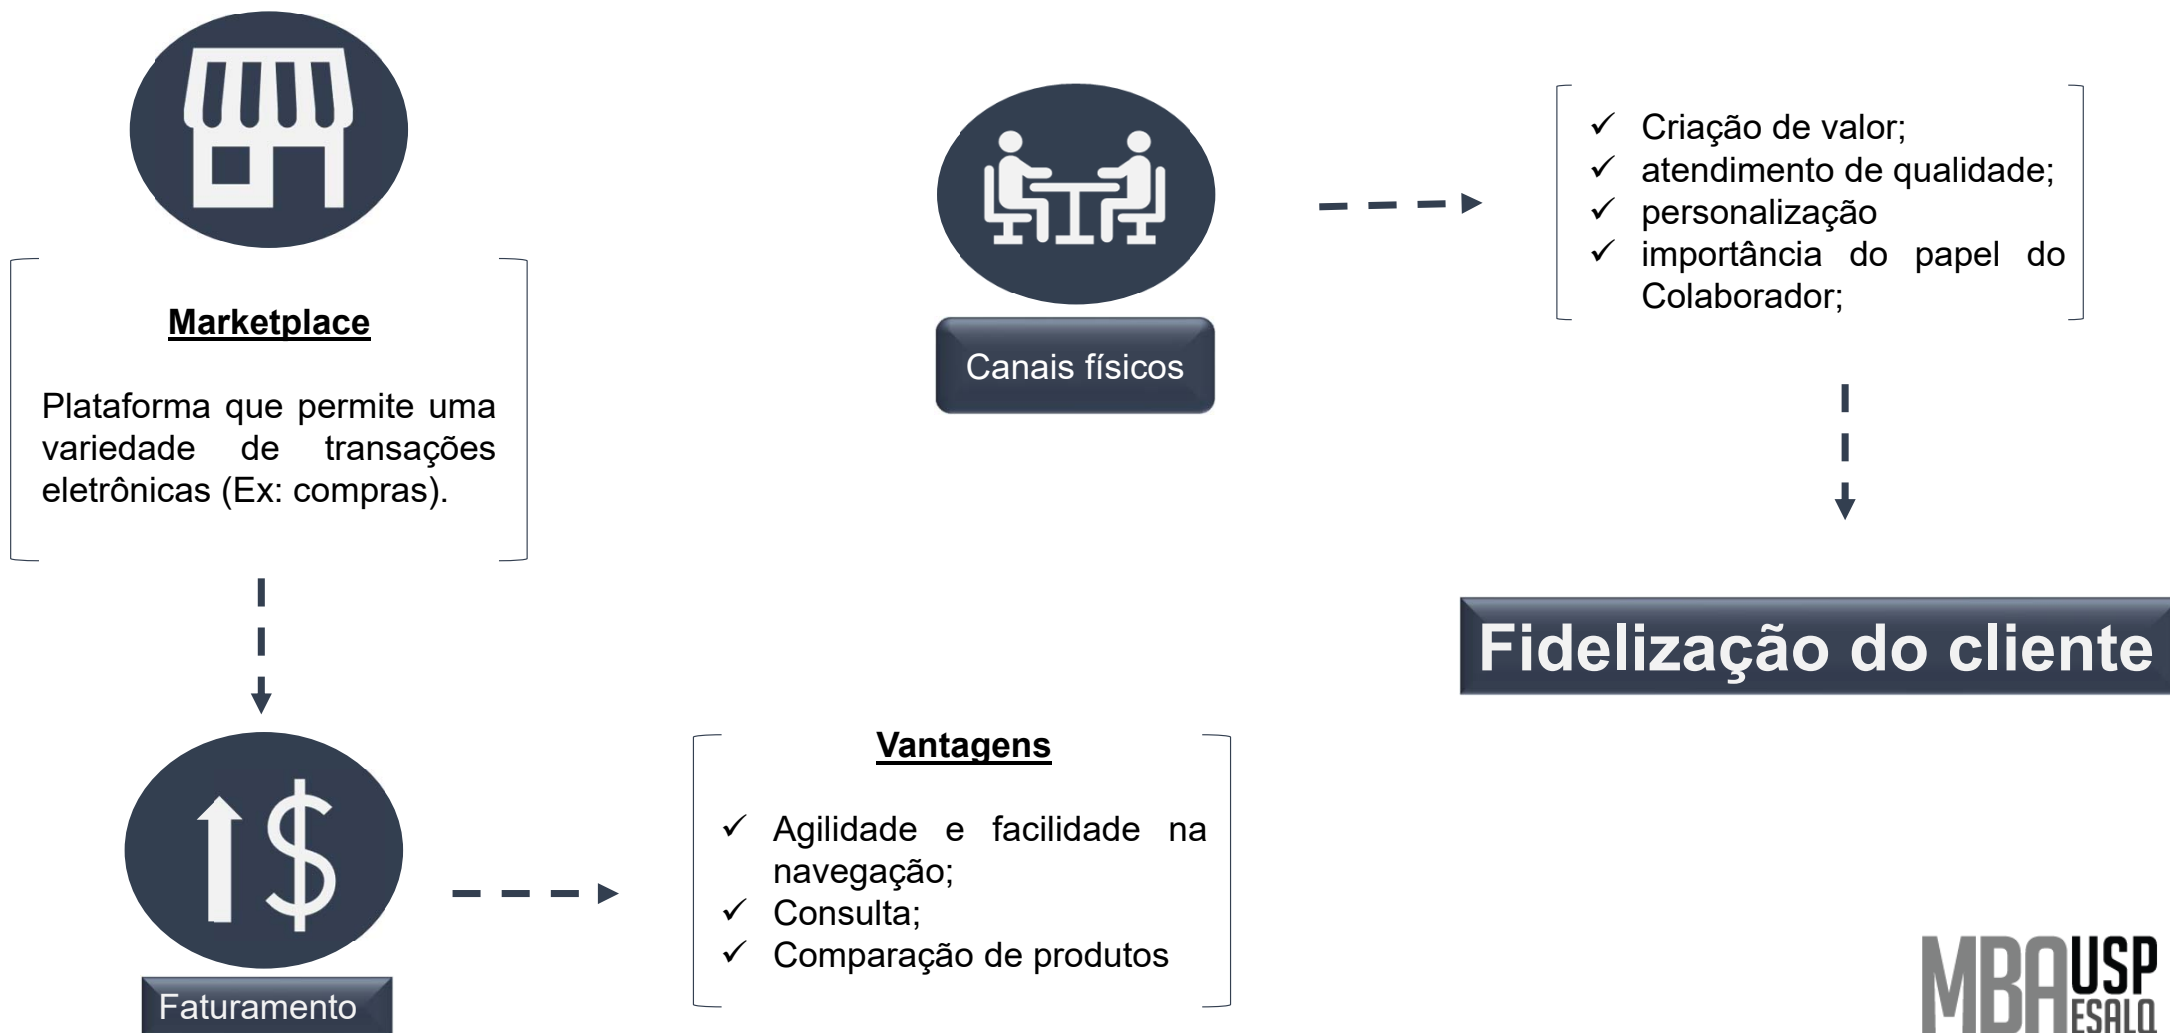 Marketplace
Plataforma que permite uma
variedade de transações
eletrônicas (Ex: compras).
$
Faturamento
Vantagens
✓ Agilidade e facilidade na
navegação;
✓ Consulta;
✓ Comparação de produtos
Canais físicos
✓ Criação de valor;
✓ atendimento de qualidade;
✓ personalização
✓ importância do papel do
Colaborador;
Fidelização do cliente
MBAUSP
ESALQ